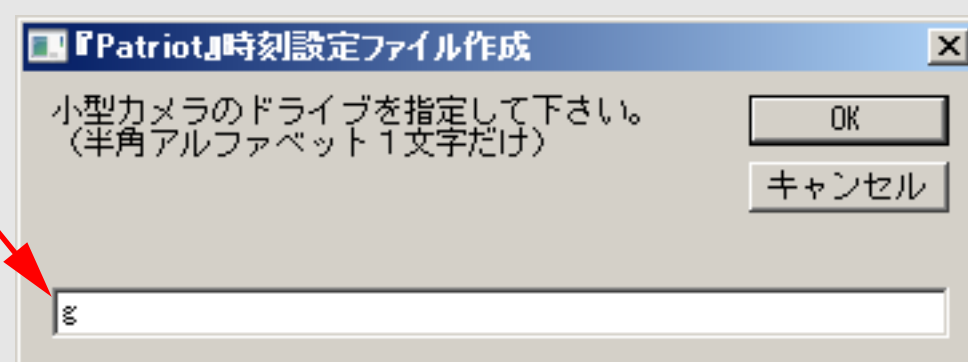 『Patriot』時刻設定ファイル作成
小型カメラのドライブを指定して下さい。
（半角アルファベット１文字だけ）
OK
キャンセル
g